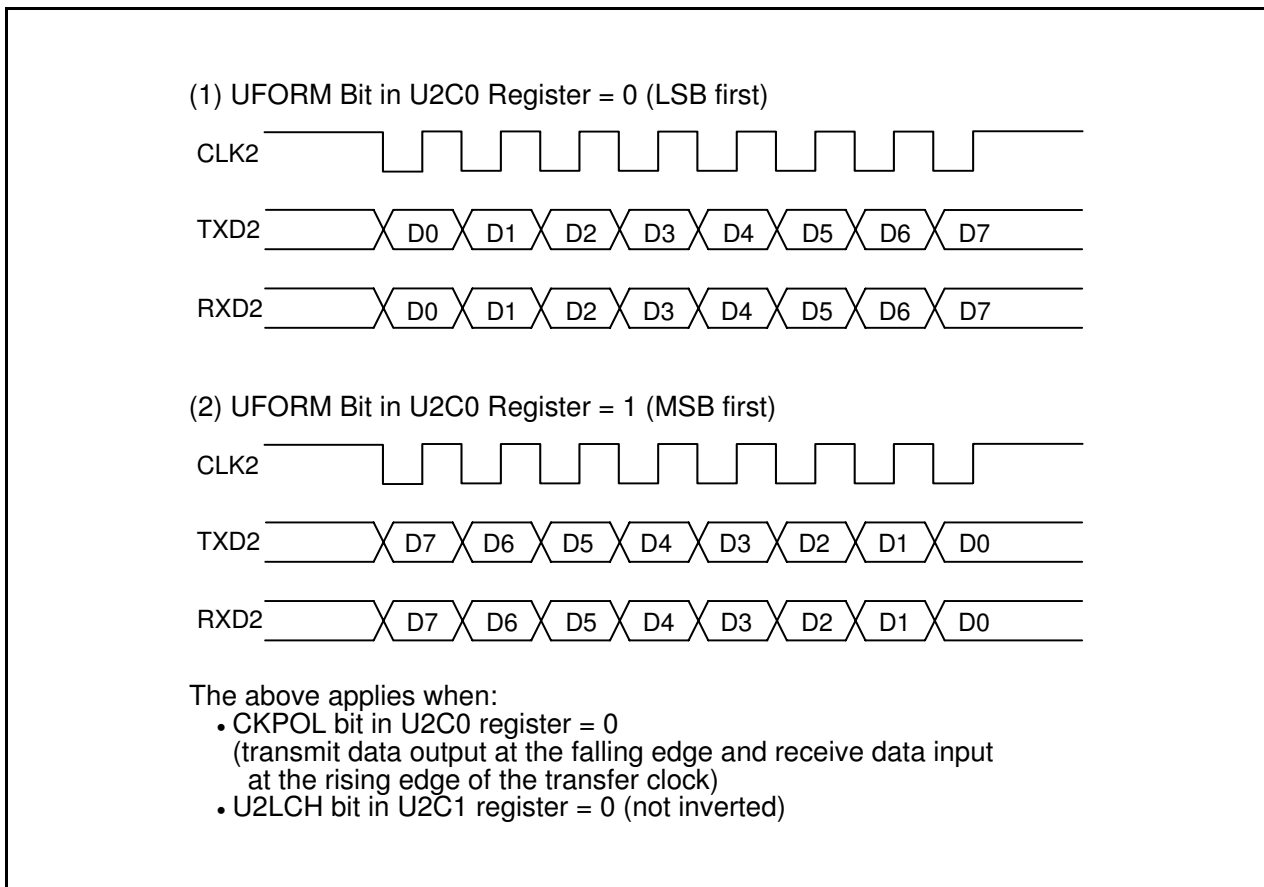 (1) UFORM Bit in U2C0 Register = 0 (LSB first)
CLK2
TXD2 D0 D1 D2 D3 D4 D5 D6 D7
RXD2 D0 D1 D2 D3 D4 D5 D6 D7
(2) UFORM Bit in U2C0 Register = 1 (MSB first)
CLK2
TXD2 D7 D6 D5 D4 D3 D2 D1 D0
RXD2 D7 D6 D5 D4 D3 D2 D1 D0
The above applies when:
• CKPOL bit in U2C0 register = 0
(transmit data output at the falling edge and receive data input
at the rising edge of the transfer clock)
• U2LCH bit in U2C1 register = 0 (not inverted)